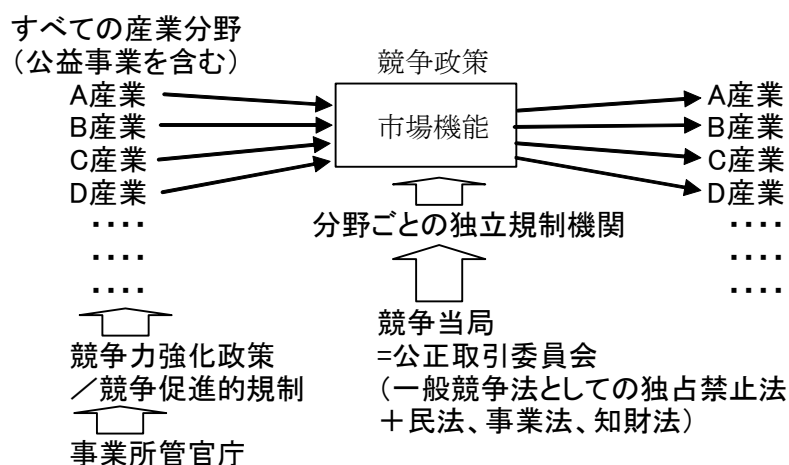 すべての産業分野
（公益事業を含む）
A産業
B産業
C産業
D産業
････
････
････
競争政策
市場機能
A産業
B産業
C産業
D産業
････
････
････
分野ごとの独立規制機関
競争力強化政策
／競争促進的規制
事業所管官庁
競争当局
=公正取引委員会
（一般競争法としての独占禁止法
＋民法、事業法、知財法）